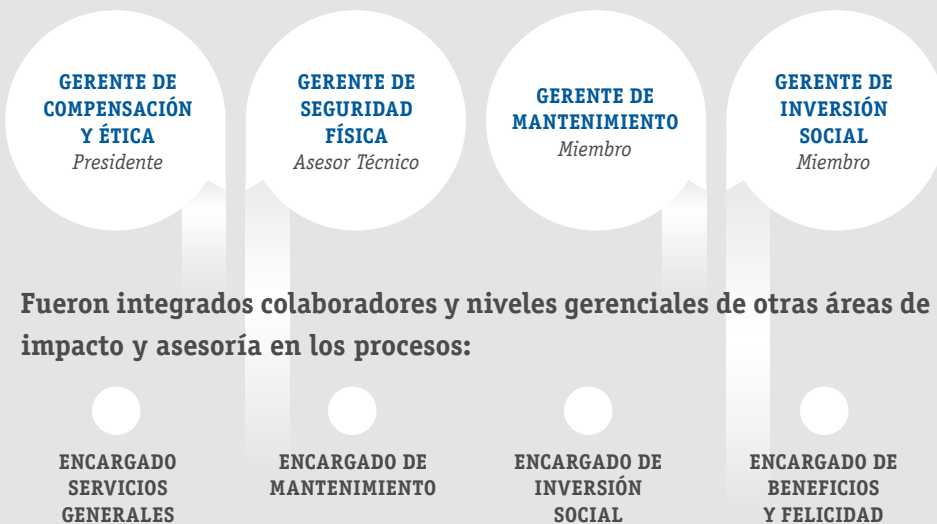 GERENTE DE
COMPENSACIÓN
Y ÉTICA
Presidente
GERENTE DE
SEGURIDAD
FÍSICA
Asesor Técnico
GERENTE DE
MANTENIMIENTO
Miembro
GERENTE DE
INVERSIÓN
SOCIAL
Miembro
Fueron integrados colaboradores y niveles gerenciales de otras áreas de
impacto y asesoría en los procesos:
ENCARGADO
SERVICIOS
GENERALES
ENCARGADO DE
MANTENIMIENTO
ENCARGADO DE
INVERSIÓN
SOCIAL
ENCARGADO DE
BENEFICIOS
Y FELICIDAD